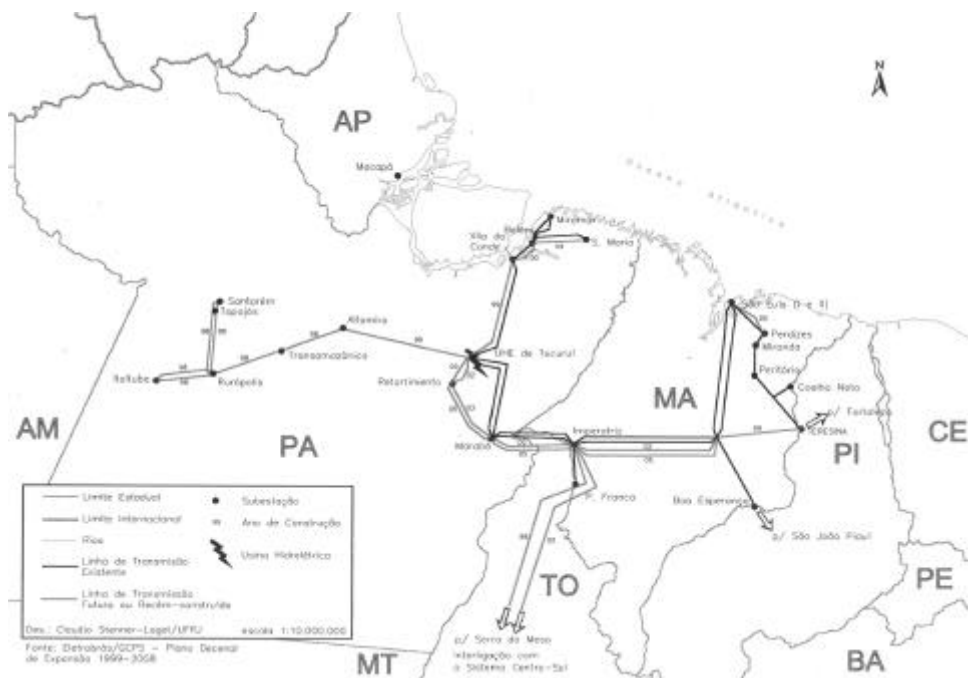 N
AP
Macapá
Oceano Atlântico
Miramar
Belém
Vila do
Conde
S. Maria
São Luís (I e II)
Santarém
Tapajós
Altamira
Transamazônica
Rurópolis
Itaituba
UHE de Tucuruí
Perdizes
Miranda
Peritório
Coelho Neto
p/ Fortaleza
TERESINA
MA
PI
CE
AM
PA
Marabá
Imperatriz
P. Franco
Boa Esperança
p/ São João Piauí
TO
PE
BA
MT
p/ Serra da Mesa
Interligação com
o Sistema Centro-Sul
Limite Estadual
Limite Internacional
Rios
Linha de Transmissão
Existente
Linha de Transmissão
Futura ou Recém-construída
Subestação
99 Ano de Construção
Usina Hidrelétrica
Des.: Claudio Stenner-Laget/UFRJ
escala 1:10.000.000
Fonte: Eletrobrás/GCPS - Plano Decenal
de Expansão 1999-2008